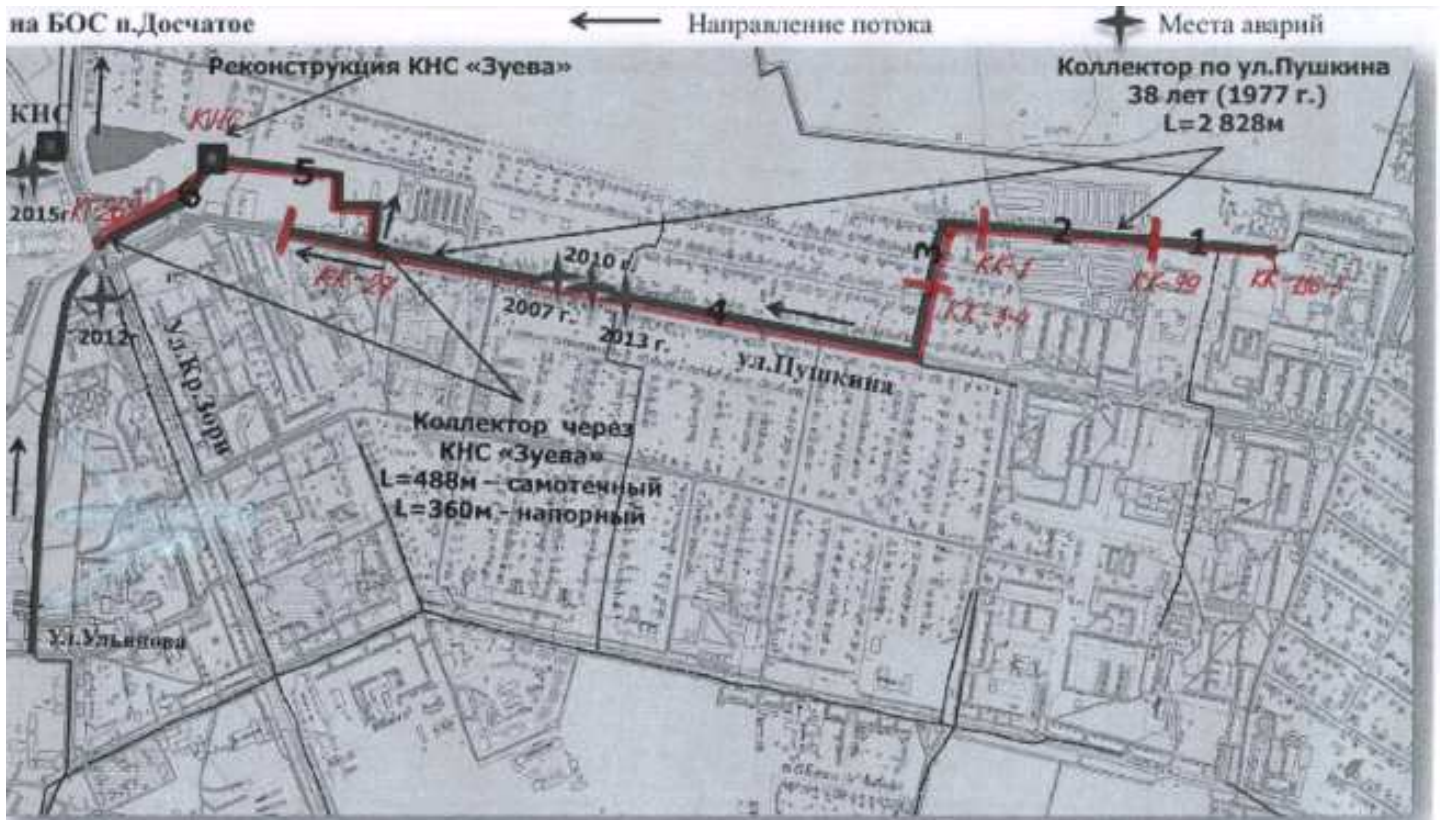 на БОС п.Досчатое
Направление потока
Места аварий
Реконструкция КНС «Зуева»
Коллектор по ул.Пушкина
38 лет (1977 г.)
L=2 828м
КНС
КНС
2015г
6
5
3
2
1
КК-1
КК-99
КК-3-4
КК-29
2010 г.
2007 г.
2013 г.
4
ул.Пушкина
2012г
Ул.Кр.Зори
Коллектор через
КНС «Зуева»
L=488м – самотечный
L=360м - напорный
Ул.Ульянова